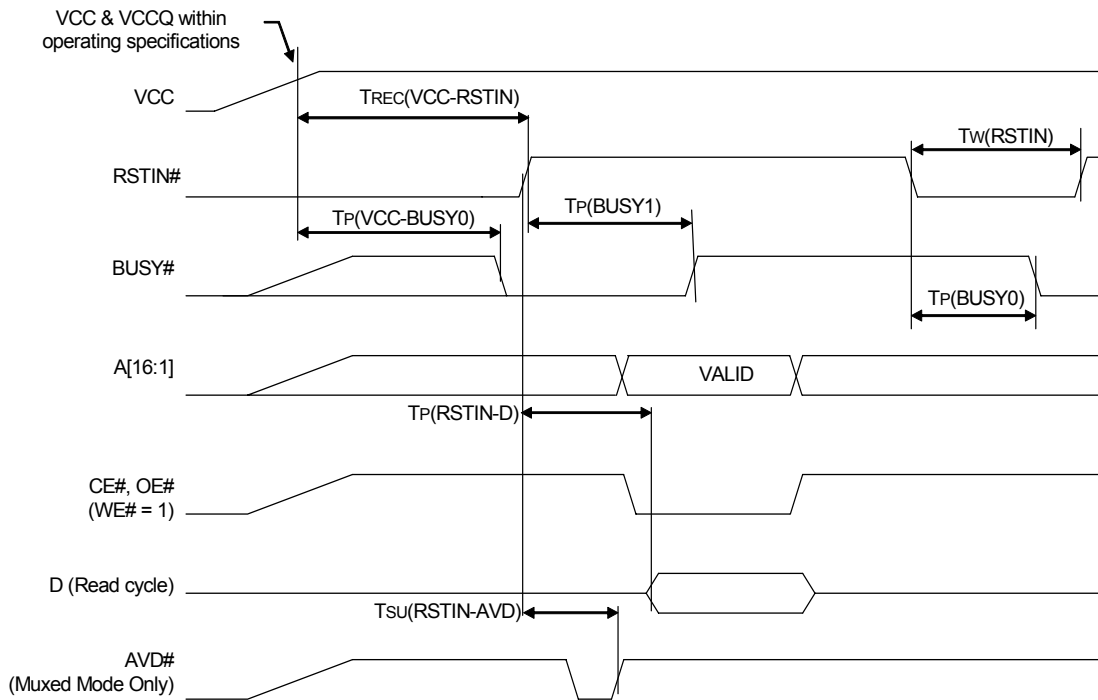 VCC & VCCQ within
operating specifications
VCC
TREC(VCC-RSTIN)
TW(RSTIN)
RSTIN#
TP(VCC-BUSY0)
TP(BUSY1)
BUSY#
TP(BUSY0)
A[16:1]
VALID
TP(RSTIN-D)
CE#, OE#
(WE# = 1)
D (Read cycle)
TSU(RSTIN-AVD)
AVD#
(Muxed Mode Only)